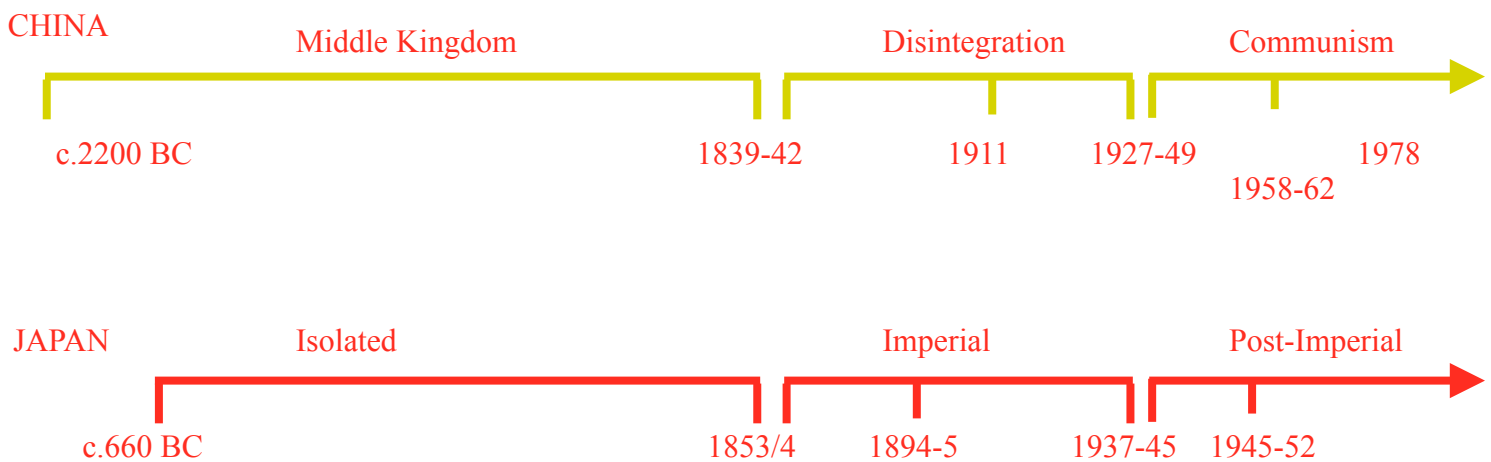 CHINA
Middle Kingdom Disintegration Communism
c.2200 BC 1839-42 1911 1927-49 1978
1958-62
JAPAN Isolated Imperial Post-Imperial
c.660 BC 1853/4 1894-5 1937-45 1945-52